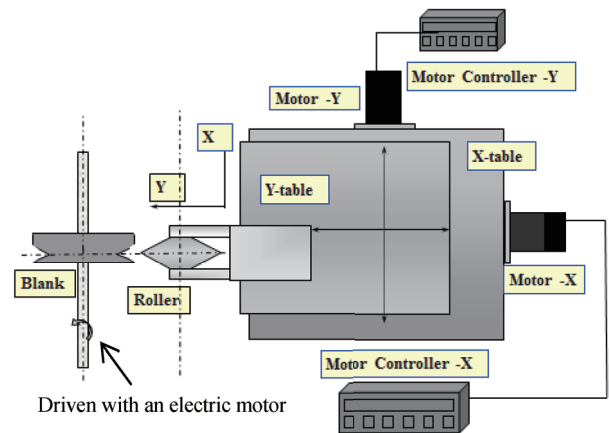 Motor Controller -Y
Motor -Y
X
X-table
Y
Y-table
Blank
Roller
Motor -X
Motor Controller -X
Driven with an electric motor